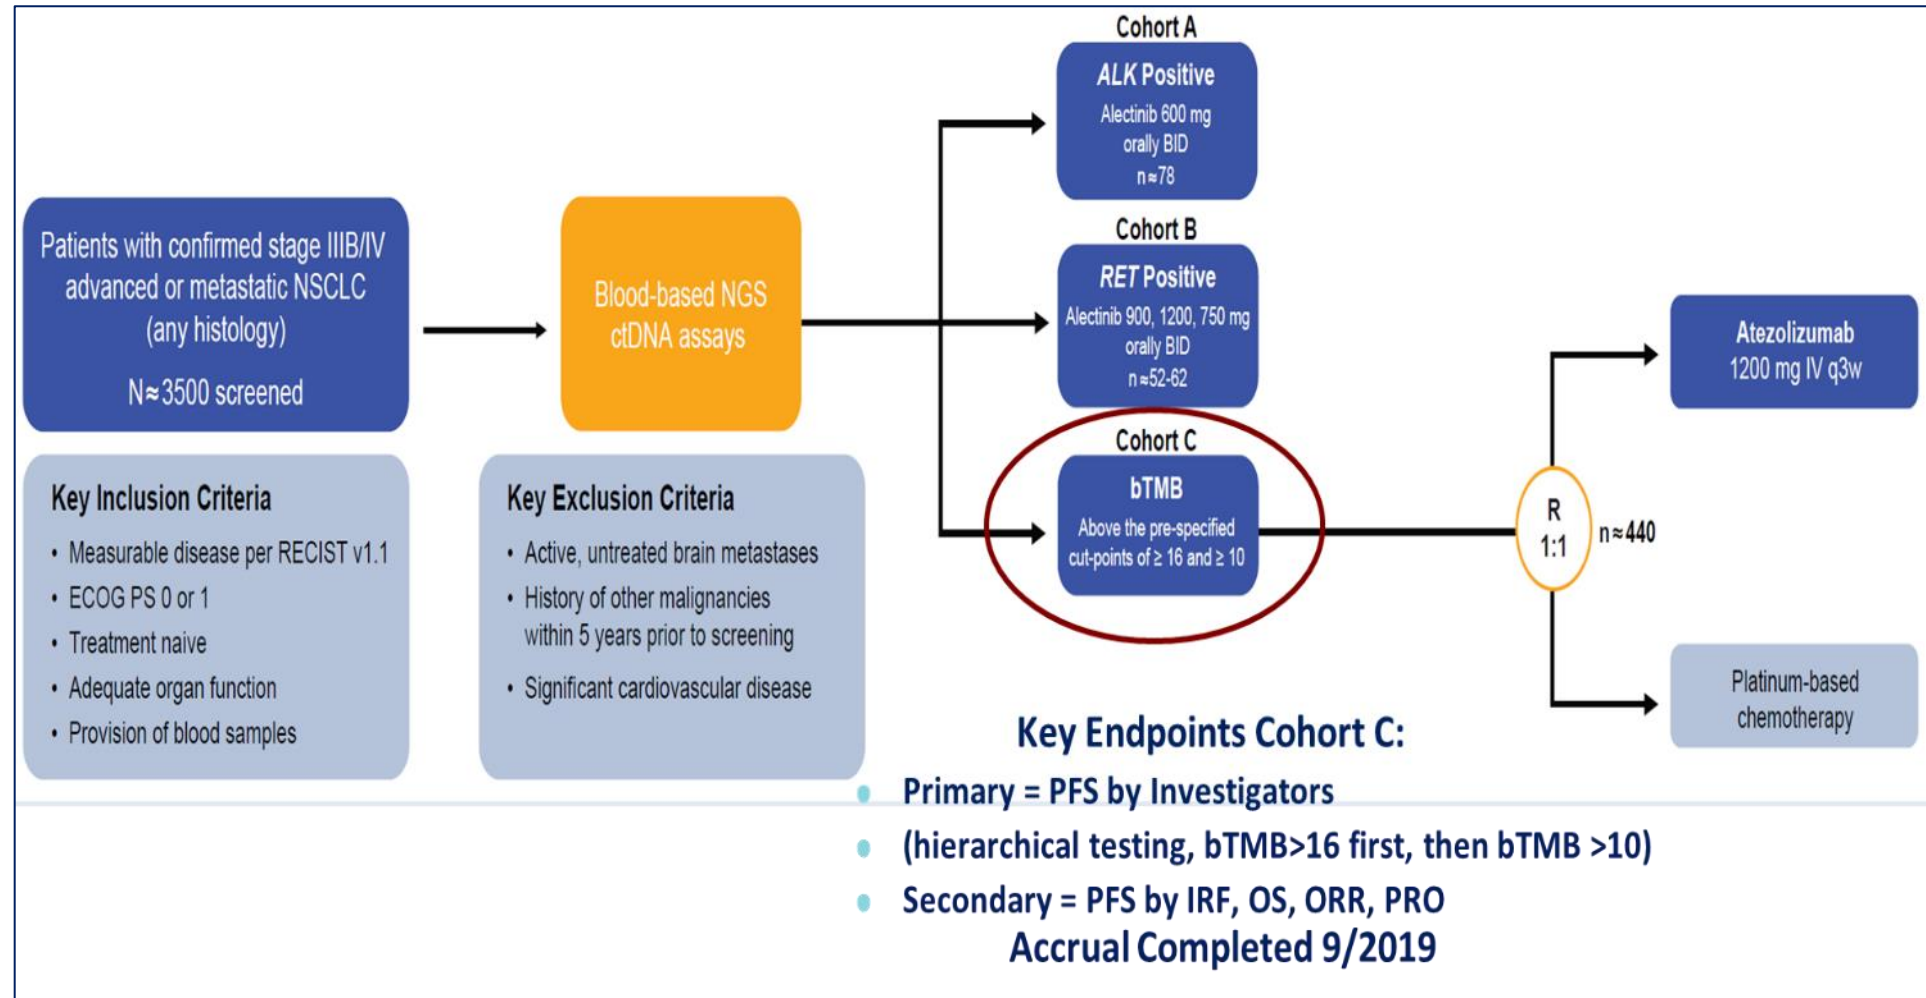 Patients with confirmed stage IIIB/IV
advanced or metastatic NSCLC
(any histology)
N≈3500 screened
Key Inclusion Criteria
• Measurable disease per RECIST v1.1
• ECOG PS 0 or 1
• Treatment naive
• Adequate organ function
• Provision of blood samples
Blood-based NGS
ctDNA assays
Key Exclusion Criteria
• Active, untreated brain metastases
• History of other malignancies
within 5 years prior to screening
• Significant cardiovascular disease
Cohort A
ALK Positive
Alectinib 600 mg
orally BID
n≈78
Cohort B
RET Positive
Alectinib 900, 1200, 750 mg
orally BID
n≈52-62
Cohort C
bTMB
Above the pre-specified
cut-points of ≥ 16 and ≥ 10
R
1:1
n≈440
Atezolizumab
1200 mg IV q3w
Platinum-based
chemotherapy
Key Endpoints Cohort C:
• Primary = PFS by Investigators
• (hierarchical testing, bTMB>16 first, then bTMB >10)
• Secondary = PFS by IRF, OS, ORR, PRO
Accrual Completed 9/2019